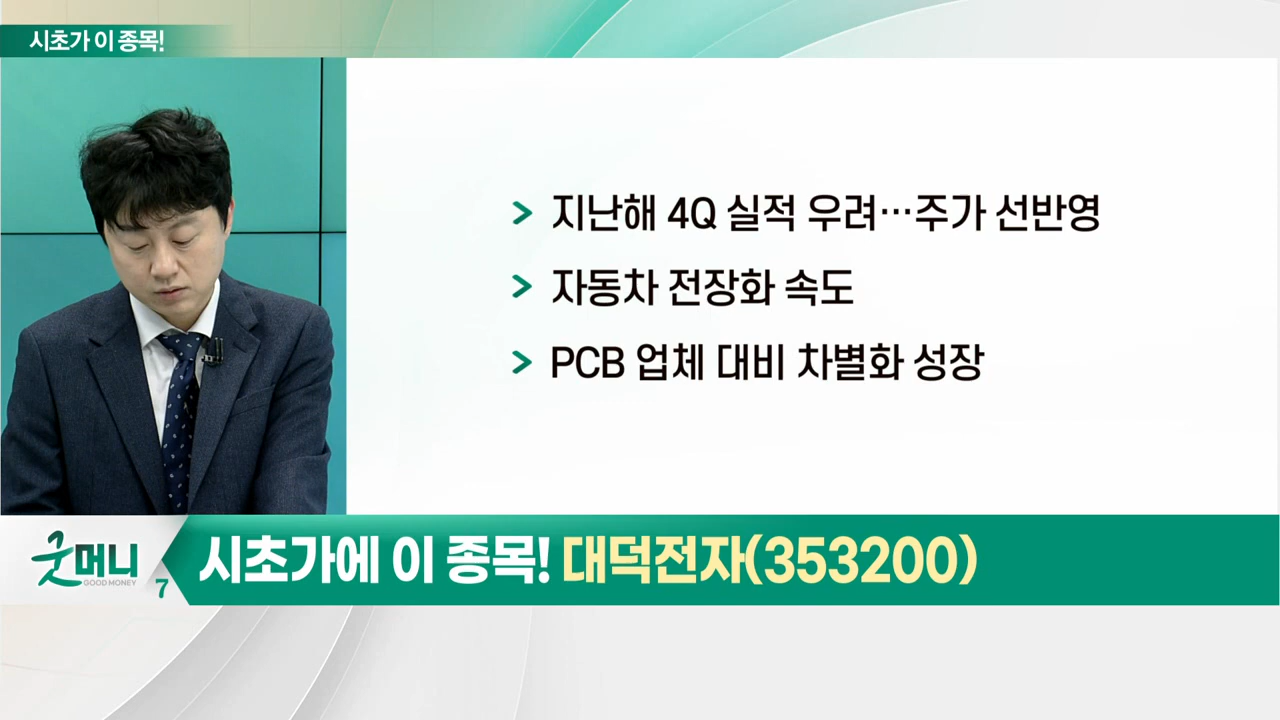 시초가 이 종목!
> 지난해 4Q 실적 우려…주가 선반영
> 자동차 전장화 속도
> PCB 업체 대비 차별화 성장
굿머니
GOOD MONEY
7
시초가에 이 종목! 대덕전자(353200)